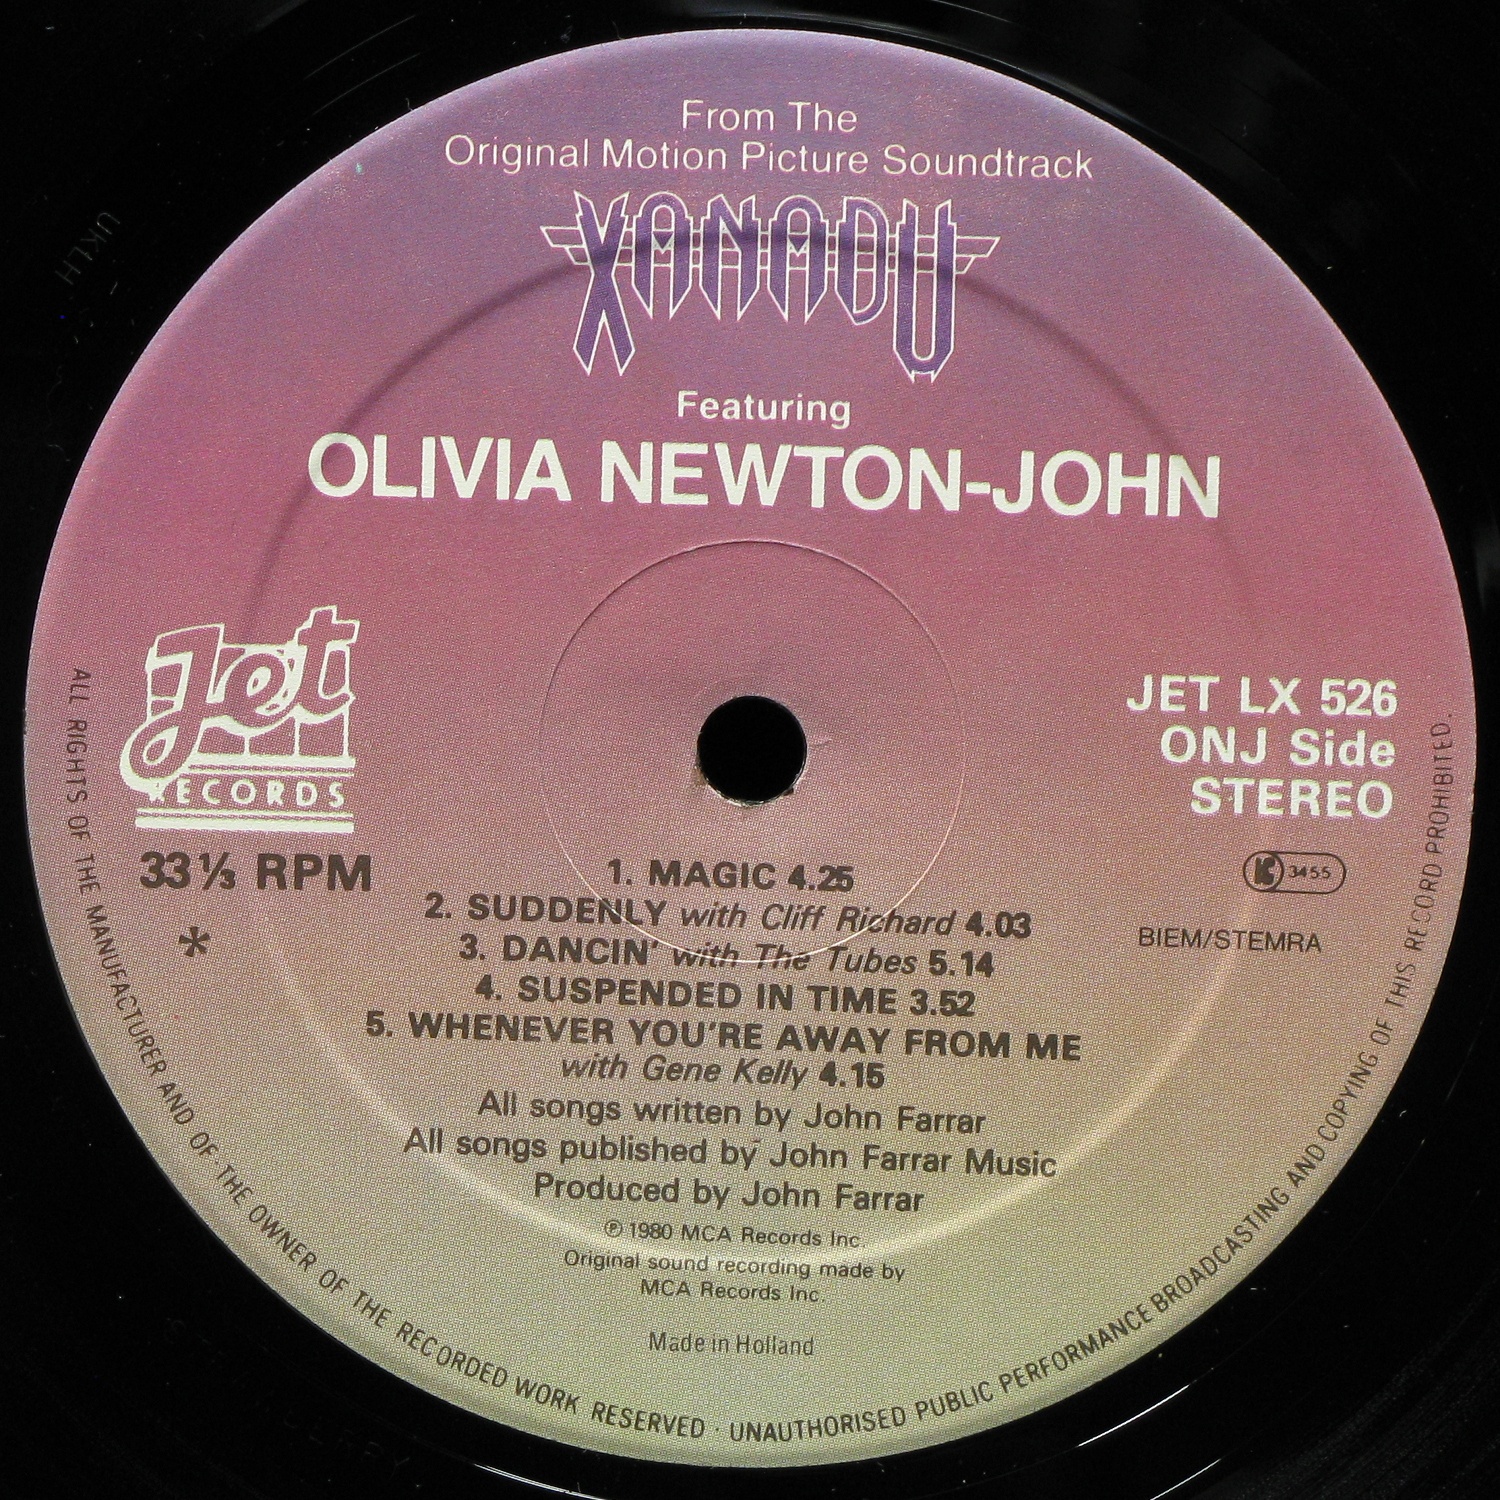 From The
Original Motion Picture Soundtrack
XANADU
Featuring
OLIVIA NEWTON-JOHN
Jet
RECORDS
33⅓ RPM
*
JET LX 526
ONJ Side
STEREO
K 3455
BIEM/STEMRA
1. MAGIC 4.25
2. SUDDENLY with Cliff Richard 4.03
3. DANCIN' with The Tubes 5.14
4. SUSPENDED IN TIME 3.52
5. WHENEVER YOU'RE AWAY FROM ME
with Gene Kelly 4.15
All songs written by John Farrar
All songs published by John Farrar Music
Produced by John Farrar
℗ 1980 MCA Records Inc.
Original sound recording made by
MCA Records Inc.
Made in Holland
ALL RIGHTS OF THE MANUFACTURER AND OF THE OWNER OF THE RECORDED WORK RESERVED · UNAUTHORISED PUBLIC PERFORMANCE BROADCASTING AND COPYING OF THIS RECORD PROHIBITED.
UKLH